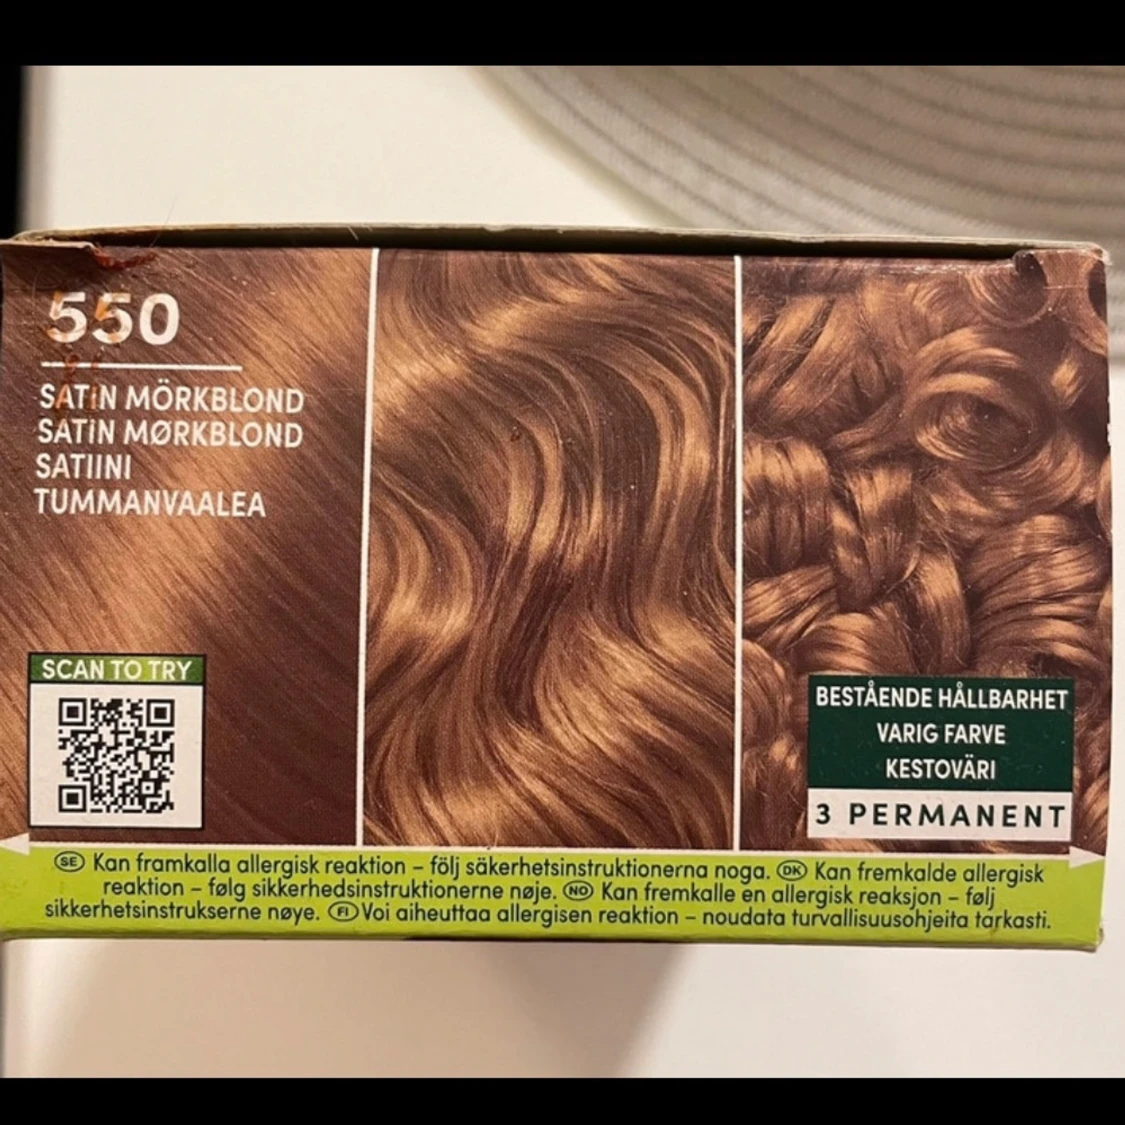 550
SATIN MÖRKBLOND
SATIN MØRKBLOND
SATIINI
TUMMANVAALEA
SCAN TO TRY
BESTÅENDE HÅLLBARHET
VARIG FARVE
KESTOVÄRI
3 PERMANENT
SE Kan framkalla allergisk reaktion – följ säkerhetsinstruktionerna noga. DK Kan fremkalde allergisk
reaktion – følg sikkerhedsinstruktionerne nøje. NO Kan fremkalle en allergisk reaksjon – følj
sikkerhetsinstrukserne nøye. FI Voi aiheuttaa allergisen reaktion – noudata turvallisuusohjeita tarkasti.